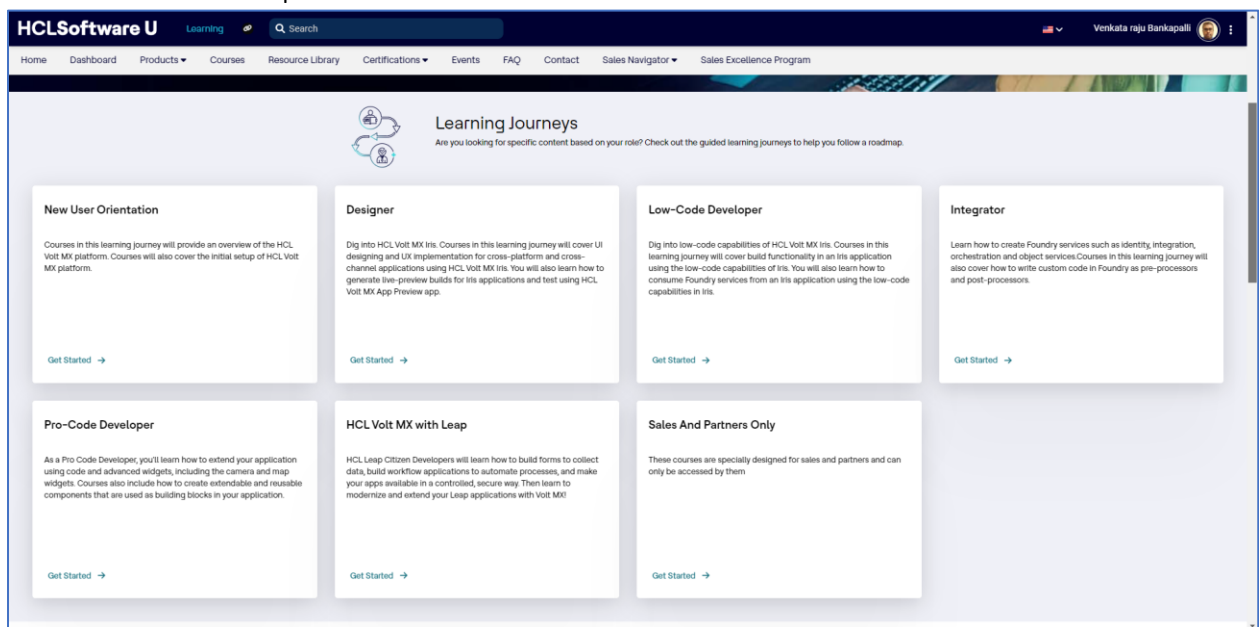 HCLSoftware U Learning Search Venkata raju Bankapalli
Home Dashboard Products Courses Resource Library Certifications Events FAQ Contact Sales Navigator Sales Excellence Program
Learning Journeys
Are you looking for specific content based on your role? Check out the guided learning journeys to help you follow a roadmap.
New User Orientation
Courses in this learning journey will provide an overview of the HCL
Volt MX platform. Courses will also cover the initial setup of HCL Volt
MX platform.
Get Started →
Designer
Dig into HCL Volt MX Iris. Courses in this learning journey will cover UI
designing and UX implementation for cross-platform and cross-
channel applications using HCL Volt MX Iris. You will also learn how to
generate live-preview builds for Iris applications and test using HCL
Volt MX App Preview app.
Get Started →
Low-Code Developer
Dig into low-code capabilities of HCL Volt MX Iris. Courses in this
learning journey will cover build functionality in an Iris application
using the low-code capabilities of Iris. You will also learn how to
consume Foundry services from an Iris application using the low-code
capabilities in Iris.
Get Started →
Integrator
Learn how to create Foundry services such as identity, integration,
orchestration and object services.Courses in this learning journey will
also cover how to write custom code in Foundry as pre-processors
and post-processors.
Get Started →
Pro-Code Developer
As a Pro Code Developer, you'll learn how to extend your application
using code and advanced widgets, including the camera and map
widgets. Courses also include how to create extendable and reusable
components that are used as building blocks in your application.
Get Started →
HCL Volt MX with Leap
HCL Leap Citizen Developers will learn how to build forms to collect
data, build workflow applications to automate processes, and make
your apps available in a controlled, secure way. Then learn to
modernize and extend your Leap applications with Volt MX!
Get Started →
Sales And Partners Only
These courses are specially designed for sales and partners and can
only be accessed by them
Get Started →